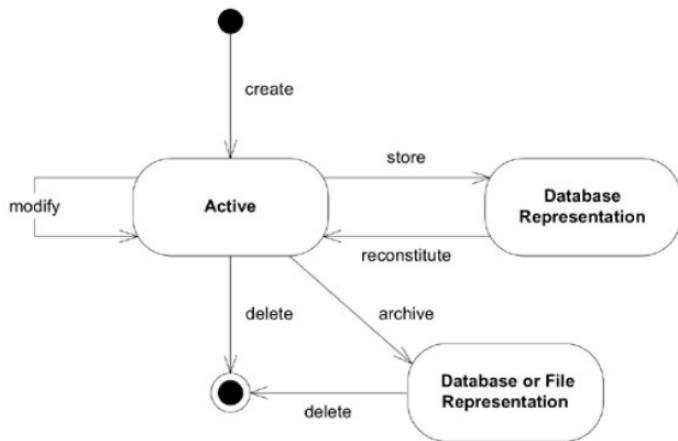 create
store
modify
Active
Database
Representation
reconstitute
delete
archive
Database or File
Representation
delete